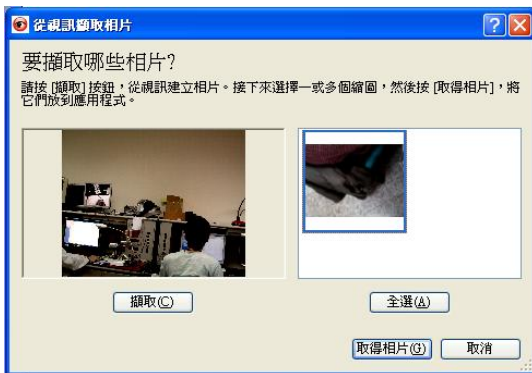 從視訊擷取相片
要擷取哪些相片?
請按 [擷取] 按鈕，從視訊建立相片。接下來選擇一或多個縮圖，然後按 [取得相片]，將
它們放到應用程式。
擷取(C)
全選(A)
取得相片(G)
取消